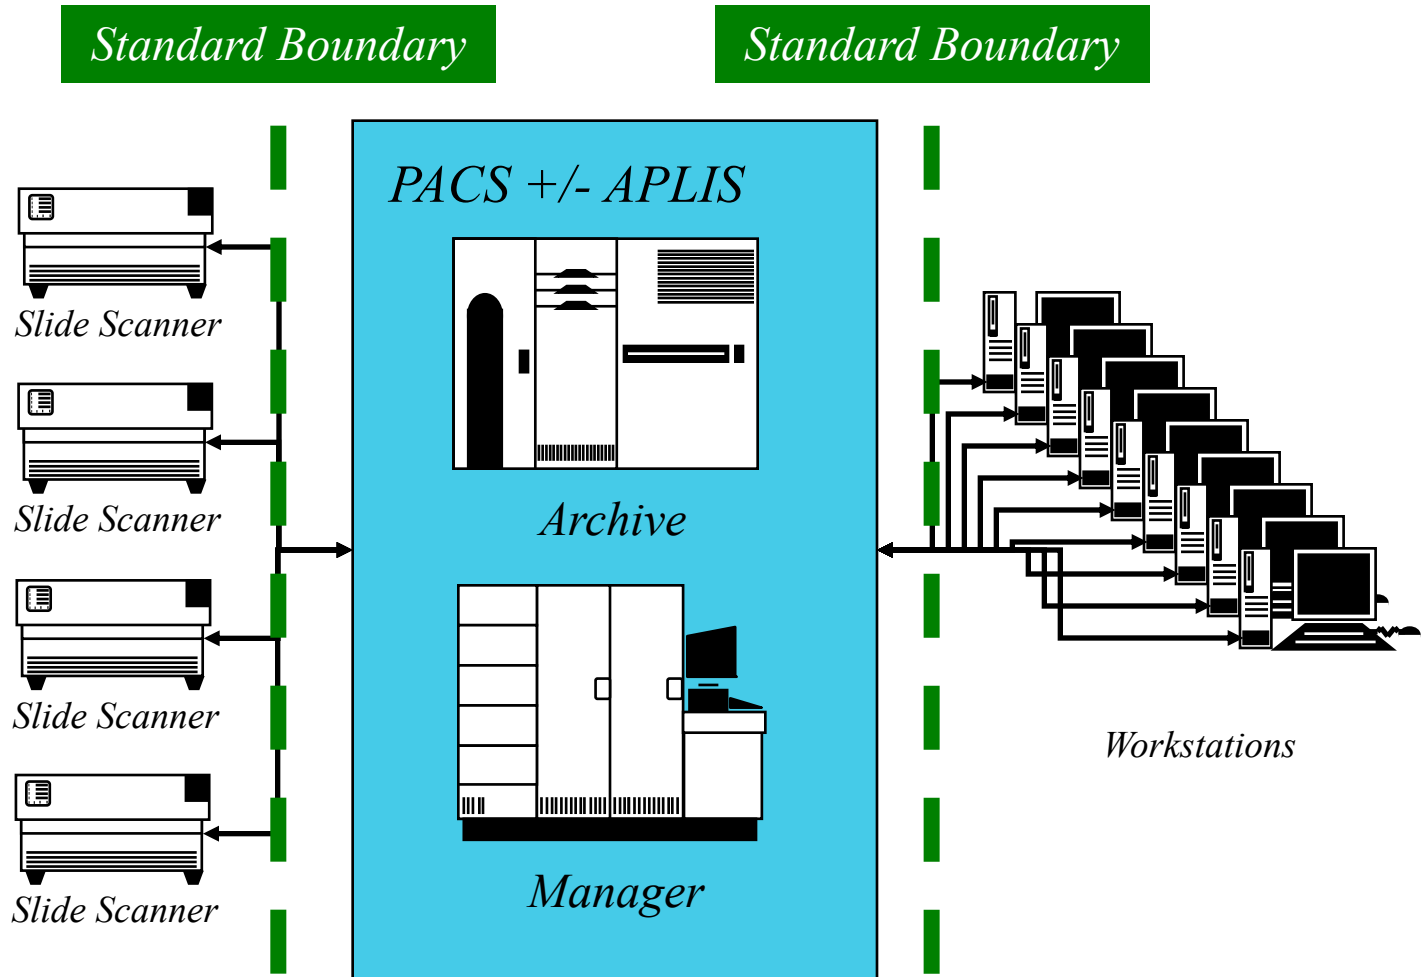 Standard Boundary
Standard Boundary
PACS +/- APLIS
Slide Scanner
Slide Scanner
Archive
Slide Scanner
Workstations
Manager
Slide Scanner